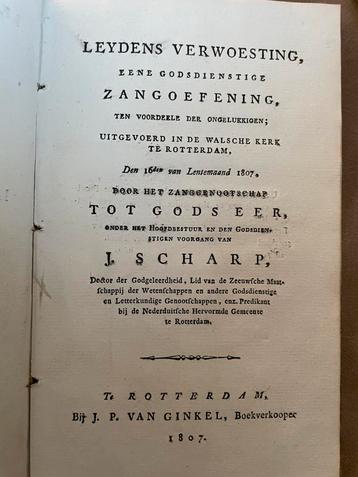 LEYDENS VERWOESTING,
EENE GODSDIENSTIGE
ZANGOEFENING,
TEN VOORDEELE DER ONGELUKKIGEN;
UITGEVOERD IN DE WALSCHE KERK
TE ROTTERDAM,
Den 16den van Lentemaand 1807.
DOOR HET ZANGGENOOTSCHAP
TOT GODS EER,
ONDER HET HOOFDBESTUUR EN DEN GODSDIEN-
STIGEN VOORGANG VAN
J. SCHARP,
Doctor der Godgeleerdheid, Lid van de Zeeuwsche Maat-
schappij der Wetenschappen en andere Godsdienstige
en Letterkundige Genootschappen, enz. Predikant
bij de Nederduitsche Hervormde Gemeente
te Rotterdam.
Te ROTTERDAM,
Bij J. P. VAN GINKEL, Boekverkooper
1807.